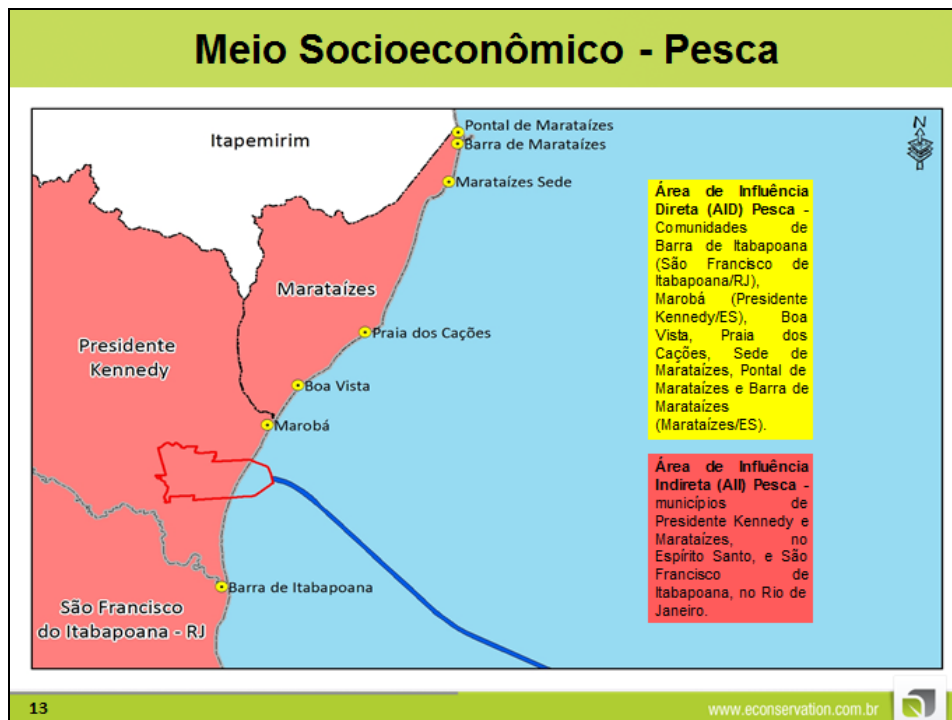 Meio Socioeconômico - Pesca
Itapemirim
Pontal de Marataízes
Barra de Marataízes
Marataízes Sede
N
Marataízes
Praia dos Cações
Presidente
Kennedy
Boa Vista
Marobá
Barra de Itabapoana
São Francisco
do Itabapoana - RJ
Área de Influência
Direta (AID) Pesca -
Comunidades de
Barra de Itabapoana
(São Francisco de
Itabapoana/RJ),
Marobá (Presidente
Kennedy/ES), Boa
Vista, Praia dos
Cações, Sede de
Marataízes, Pontal de
Marataízes e Barra de
Marataízes
(Marataízes/ES).
Área de Influência
Indireta (AII) Pesca -
municípios de
Presidente Kennedy e
Marataízes, no
Espírito Santo, e São
Francisco de
Itabapoana, no Rio de
Janeiro.
13
www.econservation.com.br